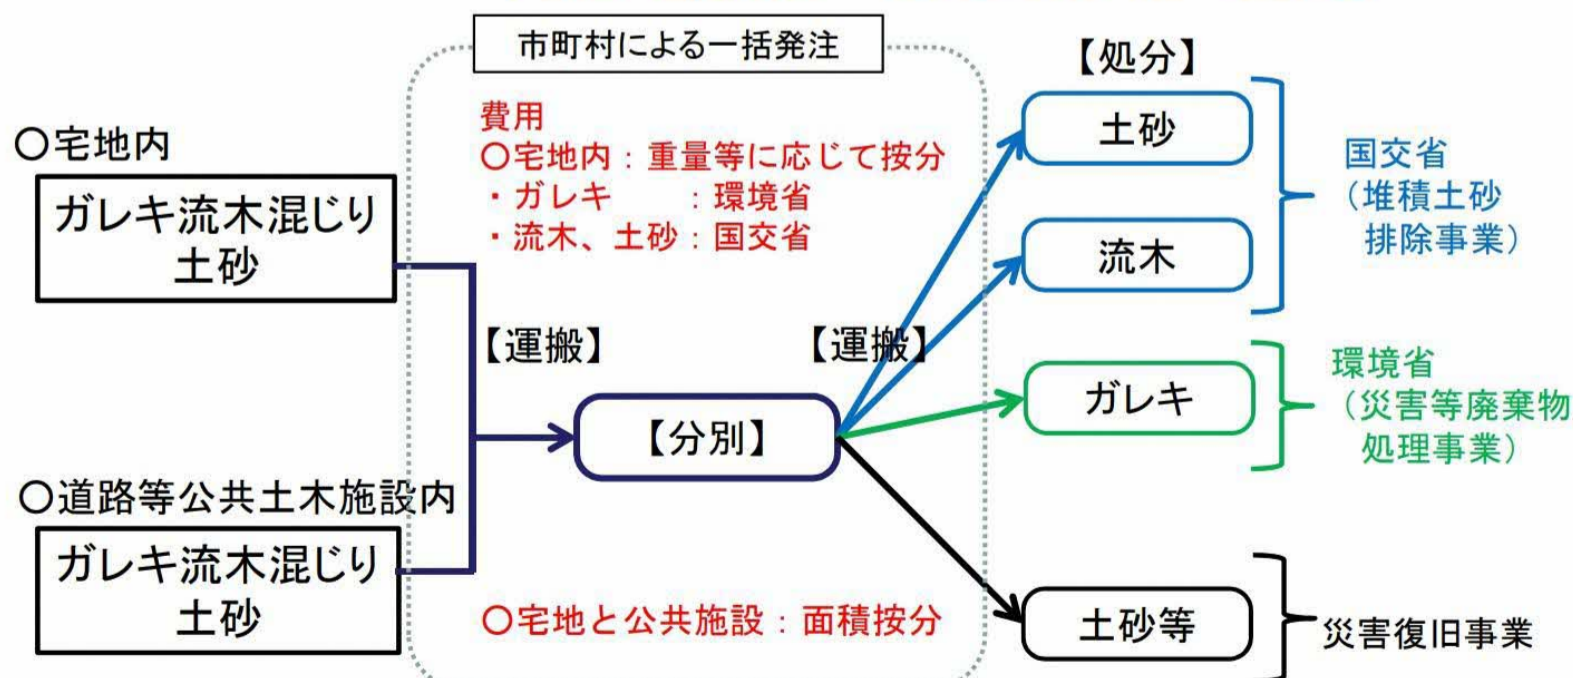 市町村による一括発注
【処分】
費用
〇宅地内：重量等に応じて按分
・ガレキ　　：環境省
・流木、土砂：国交省
〇宅地内
ガレキ流木混じり
土砂
【運搬】
【運搬】
【分別】
〇道路等公共土木施設内
ガレキ流木混じり
土砂
〇宅地と公共施設：面積按分
土砂
流木
国交省
（堆積土砂
排除事業）
ガレキ
環境省
（災害等廃棄物
処理事業）
土砂等
災害復旧事業